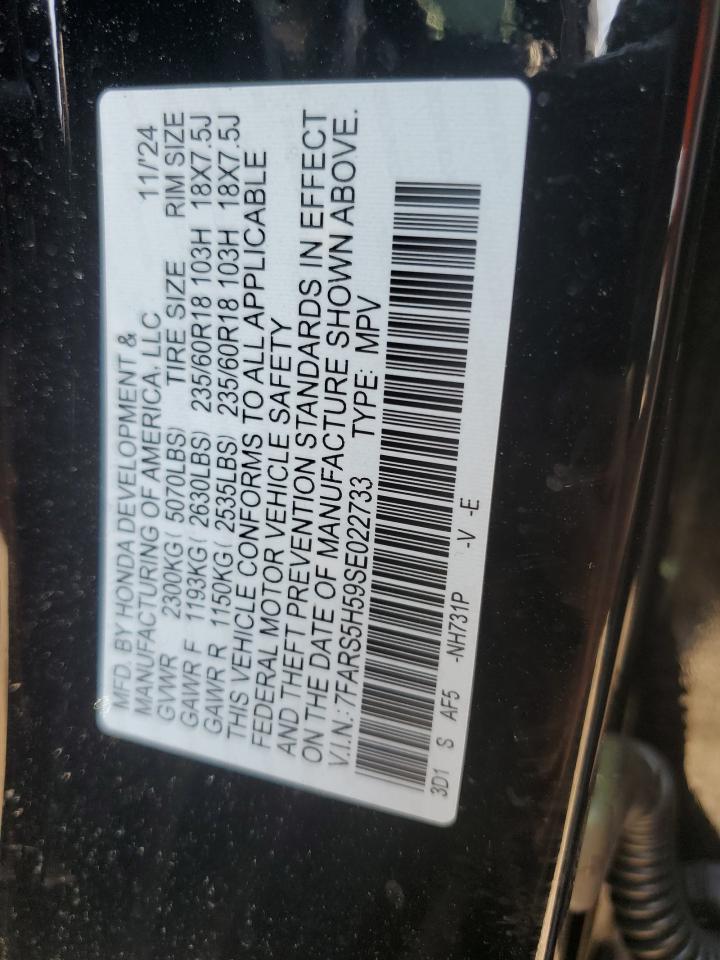 MFD. BY HONDA DEVELOPMENT &
MANUFACTURING OF AMERICA, LLC 11/'24
GVWR 2300KG( 5070LBS) TIRE SIZE RIM SIZE
GAWR F 1193KG( 2630LBS) 235/60R18 103H 18X7.5J
GAWR R 1150KG( 2535LBS) 235/60R18 103H 18X7.5J
THIS VEHICLE CONFORMS TO ALL APPLICABLE
FEDERAL MOTOR VEHICLE SAFETY
AND THEFT PREVENTION STANDARDS IN EFFECT
ON THE DATE OF MANUFACTURE SHOWN ABOVE.
V.I.N.:7FARS5H59SE022733 TYPE: MPV
3D1 S AF5 -NH731P -V -E